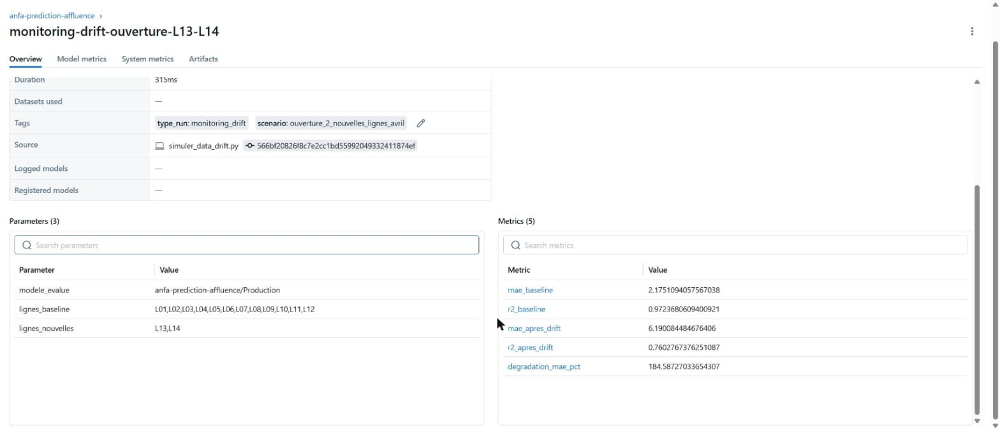 anfa-prediction-affluence ›
monitoring-drift-ouverture-L13-L14
Overview Model metrics System metrics Artifacts
Duration 315ms
Datasets used —
Tags type_run: monitoring_drift scenario: ouverture_2_nouvelles_lignes_avril
Source simuler_data_drift.py 566bf20826f8c7e2cc1bd55992049332411874ef
Logged models —
Registered models —
Parameters (3)
Search parameters
Parameter Value
modele_evalue anfa-prediction-affluence/Production
lignes_baseline L01,L02,L03,L04,L05,L06,L07,L08,L09,L10,L11,L12
lignes_nouvelles L13,L14
Metrics (5)
Search metrics
Metric Value
mae_baseline 2.1751094057567038
r2_baseline 0.9723680609400921
mae_apres_drift 6.190084484676406
r2_apres_drift 0.7602767376251087
degradation_mae_pct 184.58727033654307